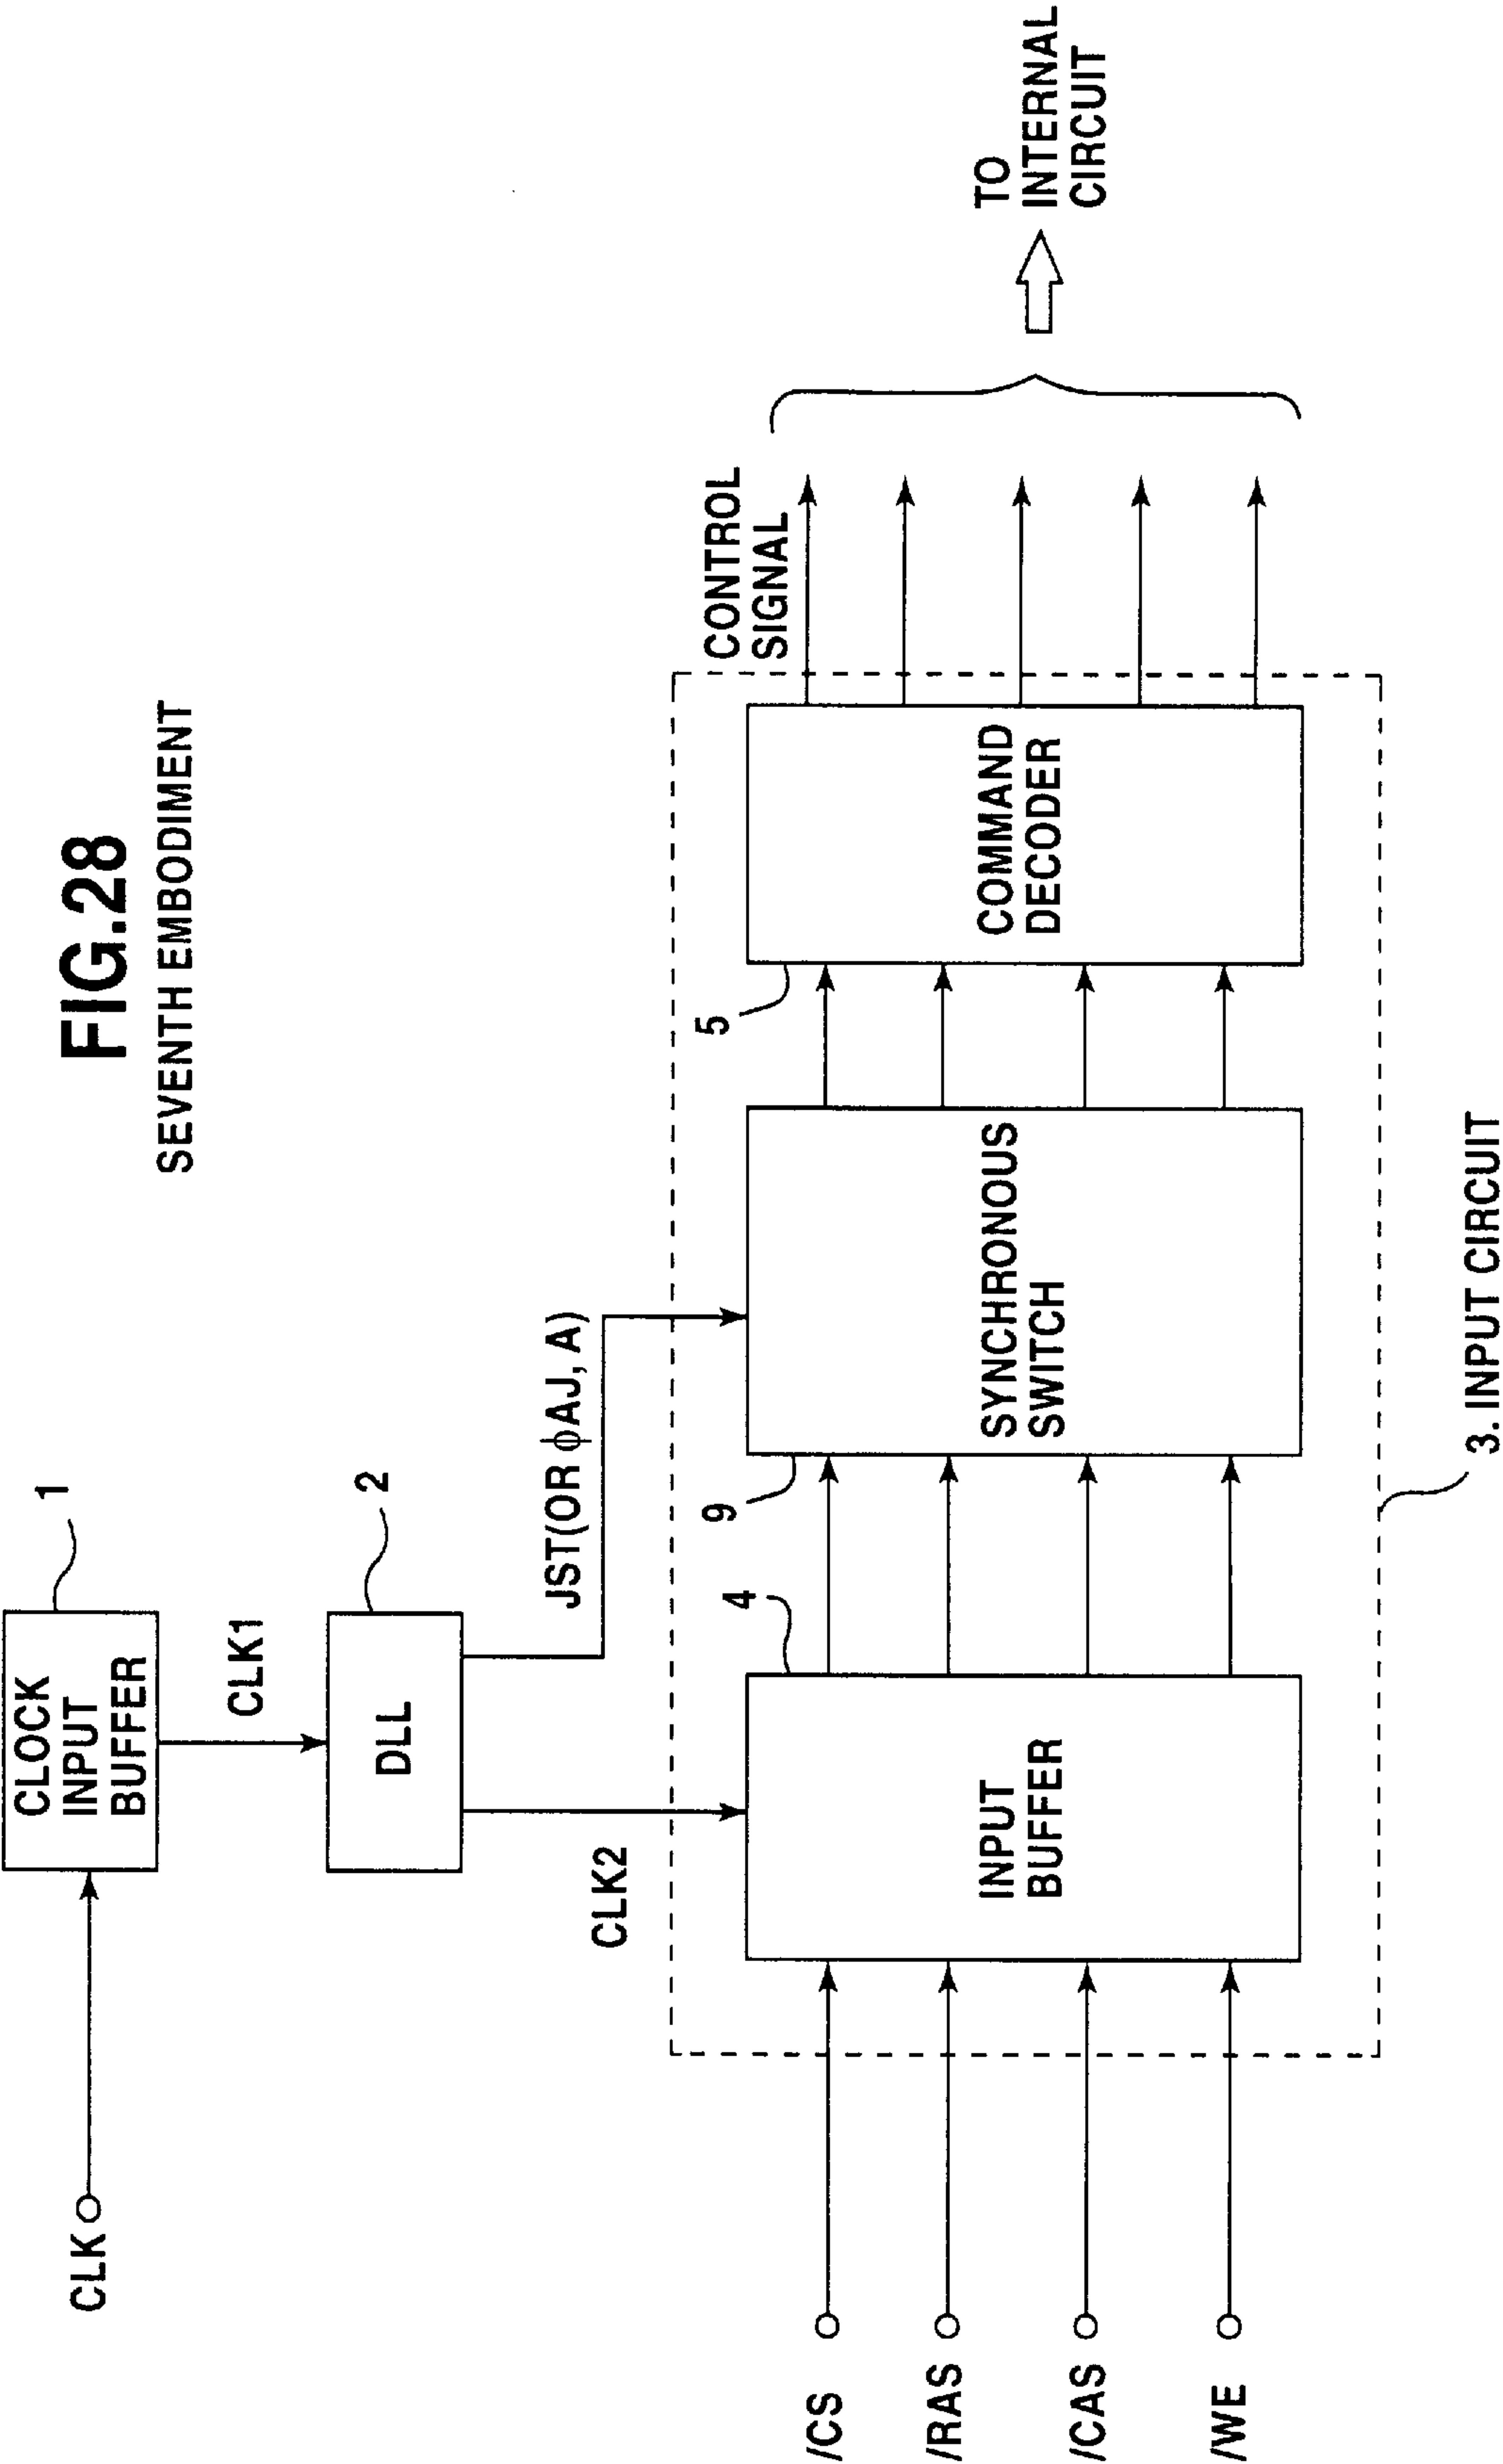 FIG.28
SEVENTH EMBODIMENT
CLK
CLOCK
INPUT
BUFFER
1
CLK1
DLL
2
CLK2
JST(OR ϕAJ, A)
/CS
/RAS
/CAS
/WE
INPUT
BUFFER
4
SYNCHRONOUS
SWITCH
9
COMMAND
DECODER
5
CONTROL
SIGNAL
TO
INTERNAL
CIRCUIT
3. INPUT CIRCUIT